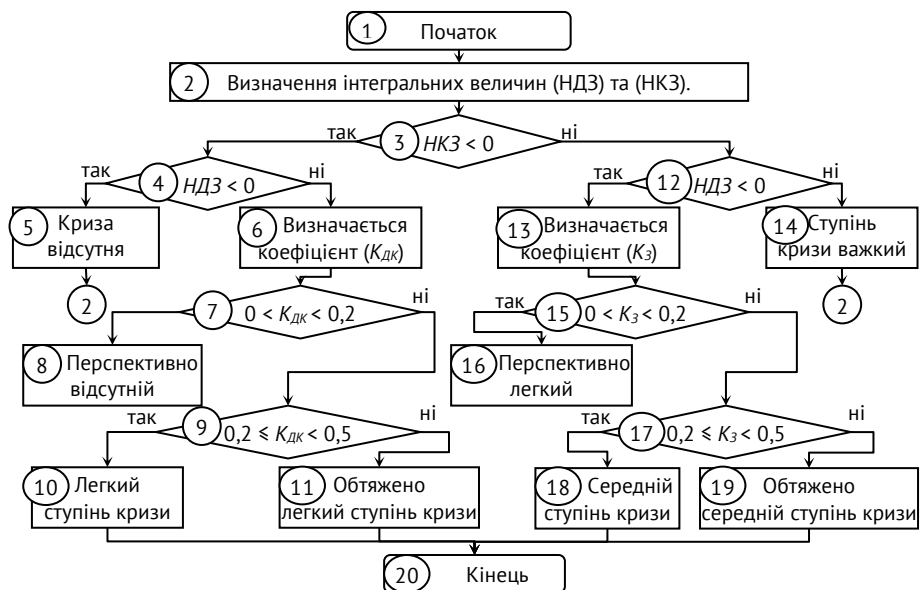 1 Початок
2 Визначення інтегральних величин (НДЗ) та (НКЗ).
так 3 НКЗ < 0 ні
так 4 НДЗ < 0 ні
так 12 НДЗ < 0 ні
5 Криза
відсутня
6 Визначається
коефіцієнт (КДК)
13 Визначається
коефіцієнт (КЗ)
14 Ступінь
кризи важкий
2
7 0 < КДК < 0,2 ні
так 15 0 < КЗ < 0,2 ні
2
8 Перспективно
відсутній
16 Перспективно
легкий
так 9 0,2 ⩽ КДК < 0,5 ні
так 17 0,2 ⩽ КЗ < 0,5 ні
10 Легкий
ступінь кризи
11 Обтяжено
легкий ступінь кризи
18 Середній
ступінь кризи
19 Обтяжено
середній ступінь кризи
20 Кінець